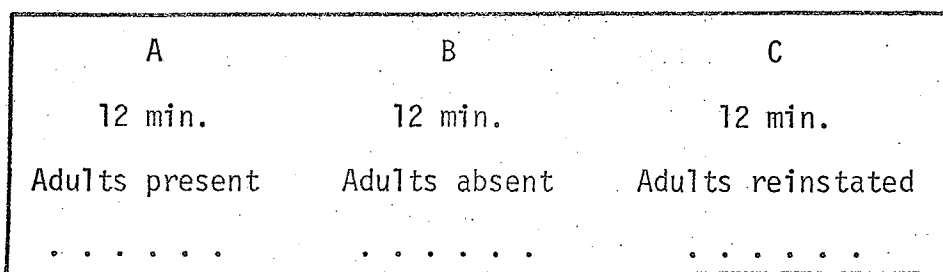 A B C
12 min. 12 min. 12 min.
Adults present Adults absent Adults reinstated
. . . . . . . . . . . . . . . . . .